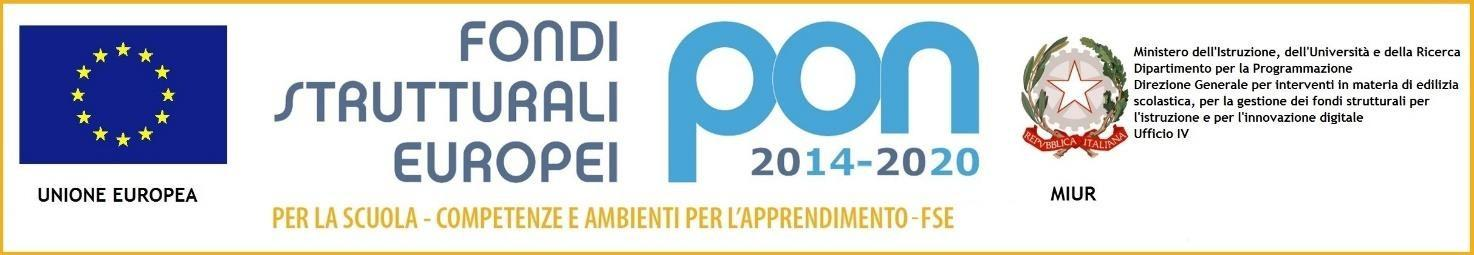 UNIONE EUROPEA
FONDI
STRUTTURALI
EUROPEI
pon
2014-2020
PER LA SCUOLA - COMPETENZE E AMBIENTI PER L'APPRENDIMENTO-FSE
REPVBBLICA ITALIANA
MIUR
Ministero dell'Istruzione, dell'Università e della Ricerca
Dipartimento per la Programmazione
Direzione Generale per interventi in materia di edilizia
scolastica, per la gestione dei fondi strutturali per
l'istruzione e per l'innovazione digitale
Ufficio IV